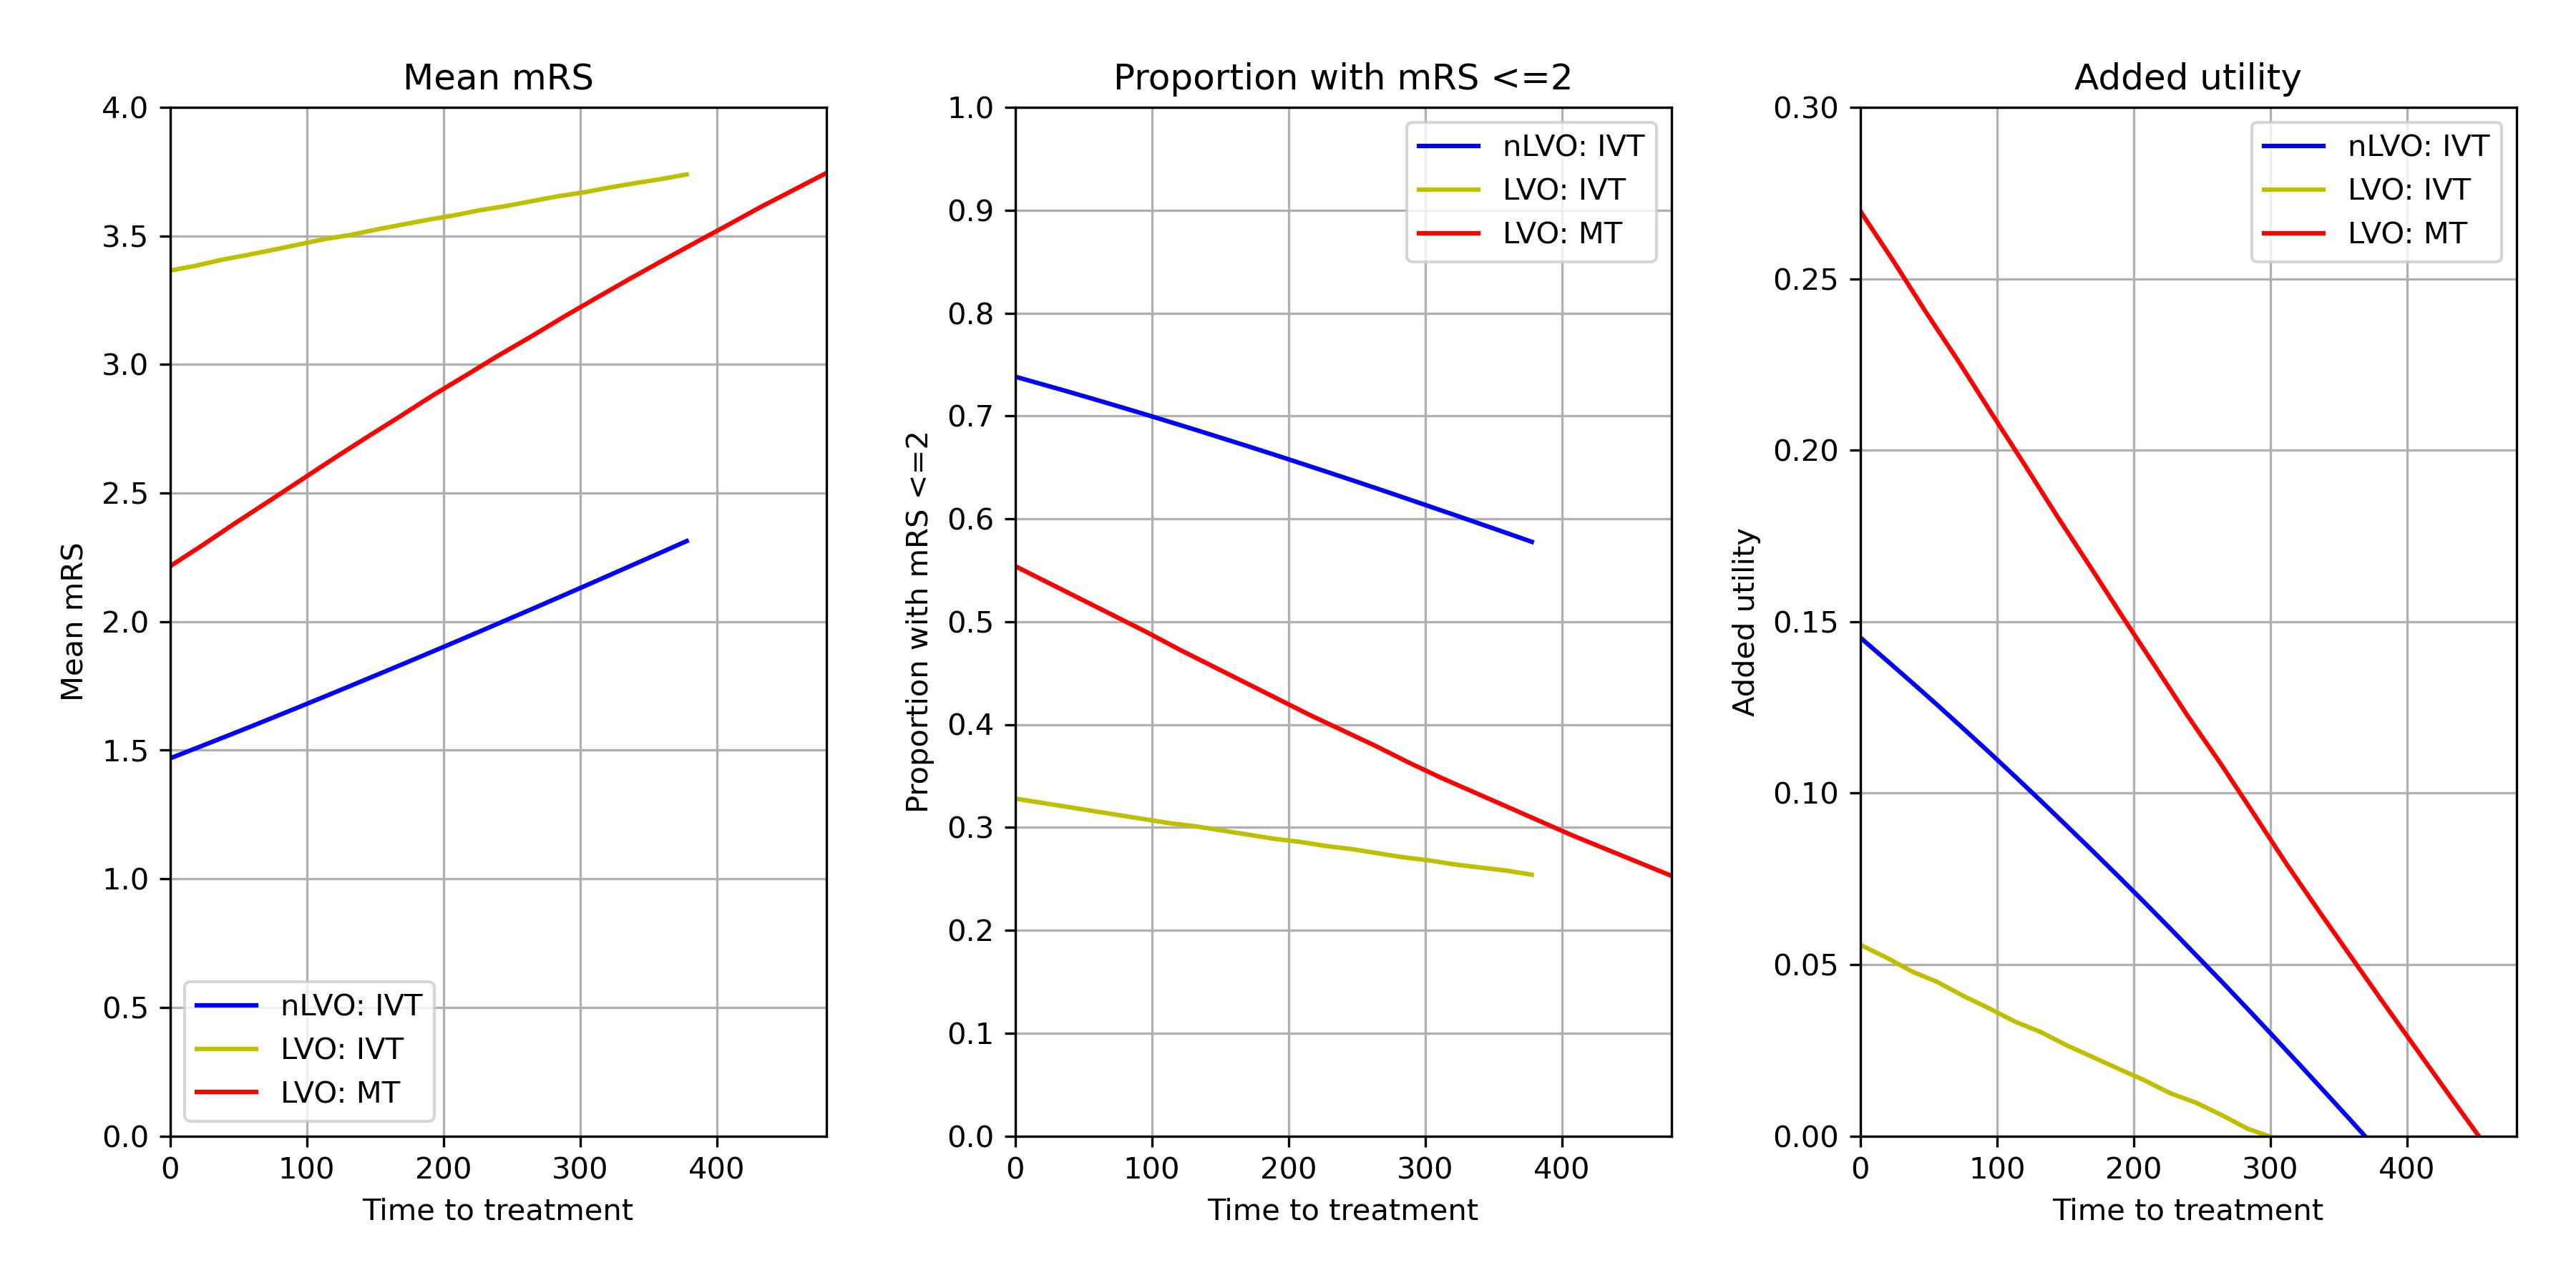 Mean mRS
4.0
3.5
3.0
2.5
2.0
1.5
1.0
0.5
0.0
Mean mRS
nLVO: IVT
LVO: IVT
LVO: MT
0 100 200 300 400
Time to treatment
Proportion with mRS <=2
1.0
0.9
0.8
0.7
0.6
0.5
0.4
0.3
0.2
0.1
0.0
Proportion with mRS <=2
nLVO: IVT
LVO: IVT
LVO: MT
0 100 200 300 400
Time to treatment
Added utility
0.30
0.25
0.20
0.15
0.10
0.05
0.00
Added utility
nLVO: IVT
LVO: IVT
LVO: MT
0 100 200 300 400
Time to treatment